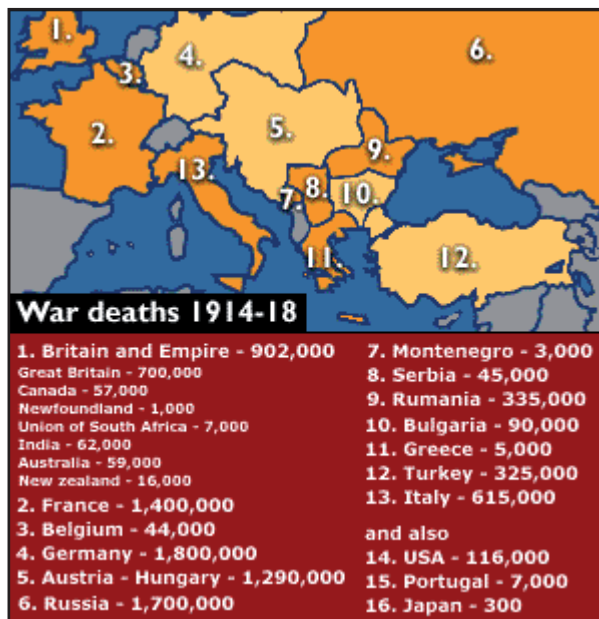 1.
2.
3.
4.
5.
6.
7.
8.
9.
10.
11.
12.
13.
War deaths 1914-18
1. Britain and Empire - 902,000
Great Britain - 700,000
Canada - 57,000
Newfoundland - 1,000
Union of South Africa - 7,000
India - 62,000
Australia - 59,000
New zealand - 16,000
2. France - 1,400,000
3. Belgium - 44,000
4. Germany - 1,800,000
5. Austria - Hungary - 1,290,000
6. Russia - 1,700,000
7. Montenegro - 3,000
8. Serbia - 45,000
9. Rumania - 335,000
10. Bulgaria - 90,000
11. Greece - 5,000
12. Turkey - 325,000
13. Italy - 615,000
and also
14. USA - 116,000
15. Portugal - 7,000
16. Japan - 300